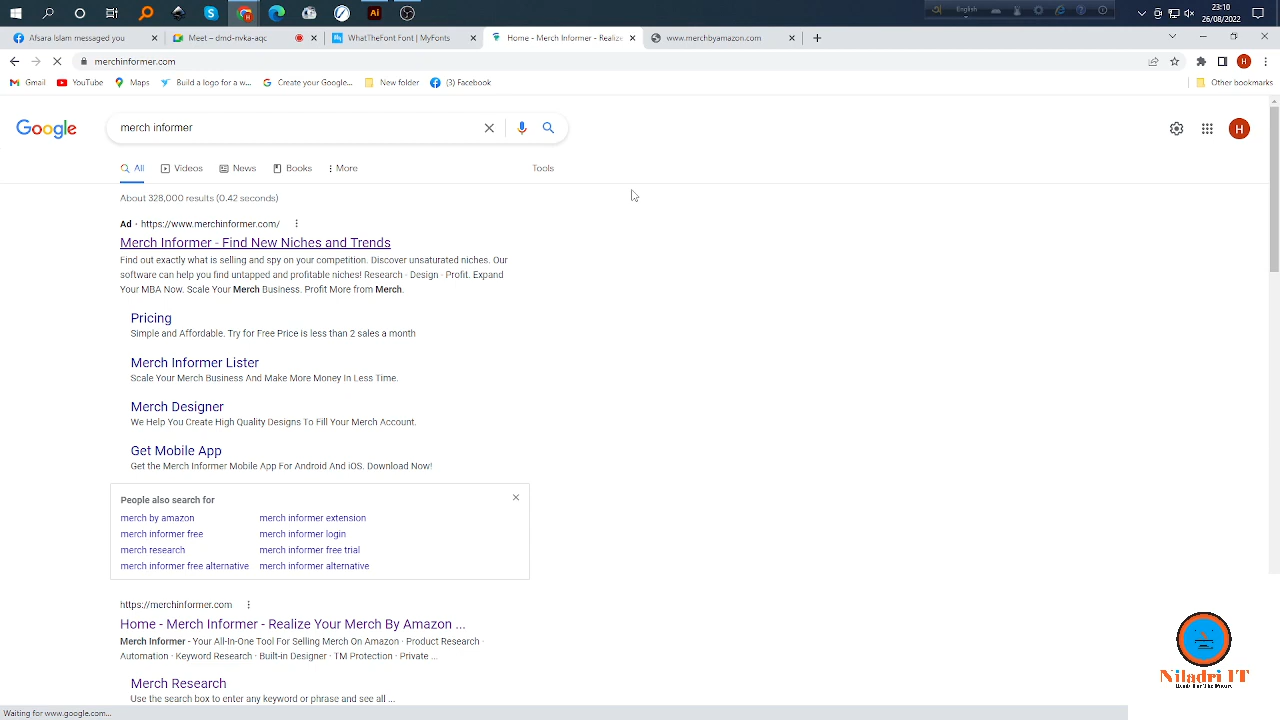 English
23:10
26/08/2022
Afsara Islam messaged you
Meet – dmd-nvka-aqc
WhatTheFont Font | MyFonts
Home - Merch Informer - Realize
www.merchbyamazon.com
merchinformer.com
Gmail
YouTube
Maps
Build a logo for a w...
Create your Google...
New folder
(3) Facebook
Other bookmarks
Google
merch informer
H
All
Videos
News
Books
More
Tools
About 328,000 results (0.42 seconds)
Ad · https://www.merchinformer.com/
Merch Informer - Find New Niches and Trends
Find out exactly what is selling and spy on your competition. Discover unsaturated niches. Our
software can help you find untapped and profitable niches! Research · Design · Profit. Expand
Your MBA Now. Scale Your Merch Business. Profit More from Merch.
Pricing
Simple and Affordable. Try for Free Price is less than 2 sales a month
Merch Informer Lister
Scale Your Merch Business And Make More Money In Less Time.
Merch Designer
We Help You Create High Quality Designs To Fill Your Merch Account.
Get Mobile App
Get the Merch Informer Mobile App For Android And iOS. Download Now!
People also search for
merch by amazon
merch informer extension
merch informer free
merch informer login
merch research
merch informer free trial
merch informer free alternative
merch informer alternative
https://merchinformer.com
Home - Merch Informer - Realize Your Merch By Amazon ...
Merch Informer - Your All-In-One Tool For Selling Merch On Amazon · Product Research ·
Automation · Keyword Research · Built-in Designer · TM Protection · Private ...
Merch Research
Use the search box to enter any keyword or phrase and see all ...
Niladri IT
Waiting for www.google.com...